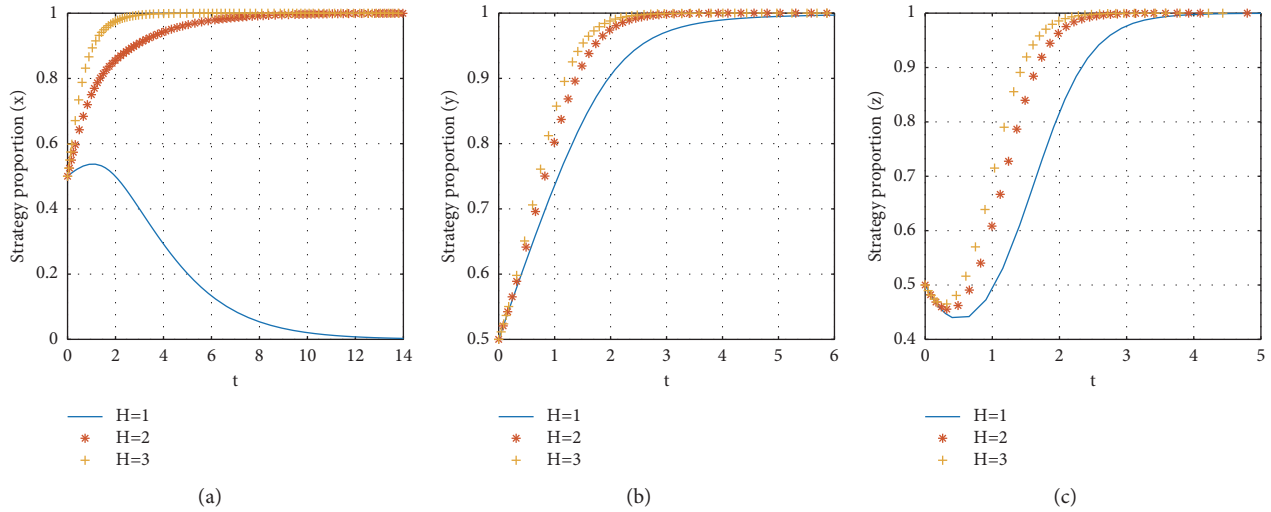 Strategy proportion (x)
1
0.8
0.6
0.4
0.2
0
0 2 4 6 8 10 12 14
t
H=1
H=2
H=3
(a)
Strategy proportion (y)
1
0.9
0.8
0.7
0.6
0.5
0 1 2 3 4 5 6
t
H=1
H=2
H=3
(b)
Strategy proportion (z)
1
0.9
0.8
0.7
0.6
0.5
0.4
0 1 2 3 4 5
t
H=1
H=2
H=3
(c)